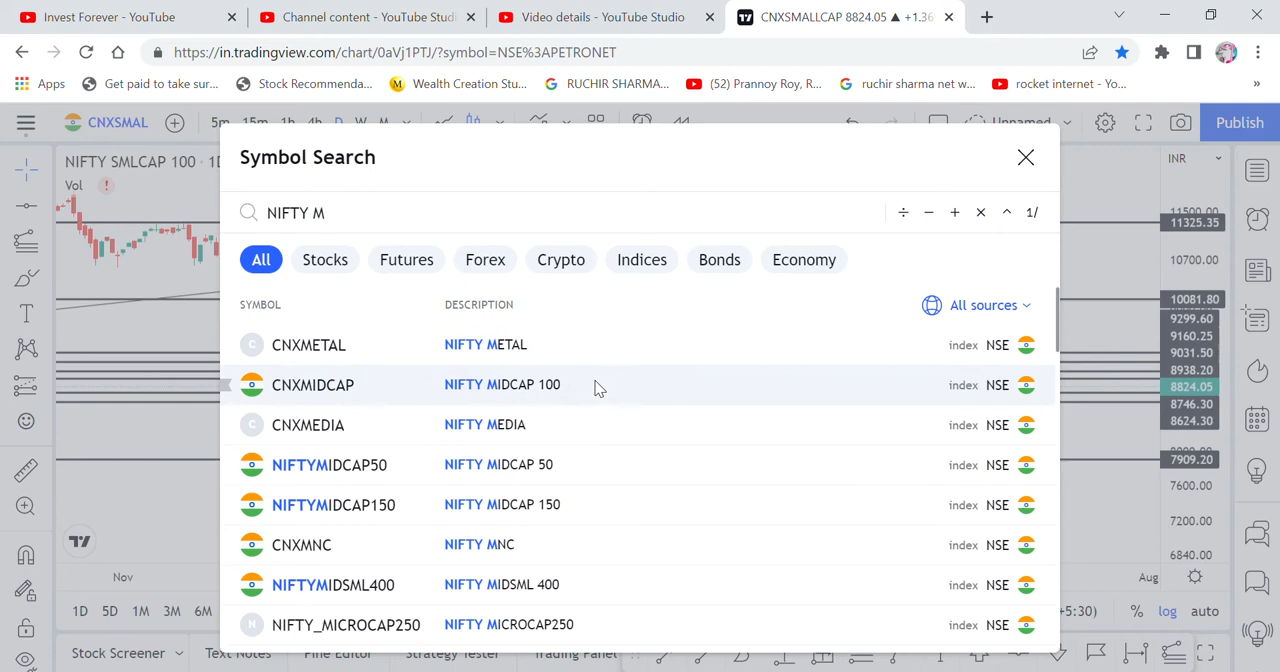 Invest Forever - YouTube
Channel content - YouTube Studi
Video details - YouTube Studio
CNXSMALLCAP 8824.05 ▲ +1.36
https://in.tradingview.com/chart/0aVj1PTJ/?symbol=NSE%3APETRONET
Apps
Get paid to take sur...
Stock Recommenda...
Wealth Creation Stu...
RUCHIR SHARMA...
(52) Prannoy Roy, R...
ruchir sharma net w...
rocket internet - Yo...
»
CNXSMAL
5m 15m 1h 4h D W M
Unnamed
Publish
NIFTY SMLCAP 100 · 1D
Vol
INR
Symbol Search
NIFTY M
÷ − + × ^ 1/
All Stocks Futures Forex Crypto Indices Bonds Economy
SYMBOL DESCRIPTION All sources
CNXMETAL NIFTY METAL index NSE
CNXMIDCAP NIFTY MIDCAP 100 index NSE
CNXMEDIA NIFTY MEDIA index NSE
NIFTYMIDCAP50 NIFTY MIDCAP 50 index NSE
NIFTYMIDCAP150 NIFTY MIDCAP 150 index NSE
CNXMNC NIFTY MNC index NSE
NIFTYMIDSML400 NIFTY MIDSML 400 index NSE
NIFTY_MICROCAP250 NIFTY MICROCAP250 index NSE
11500.00
11325.35
10700.00
10081.80
9299.60
9160.25
9031.50
8938.20
8824.05
8746.30
8624.30
7909.20
7600.00
7200.00
6840.00
Nov
Aug
1D 5D 1M 3M 6M
+5:30) % log auto
Stock Screener
Text Notes
Pine Editor
Strategy Tester
Trading Panel